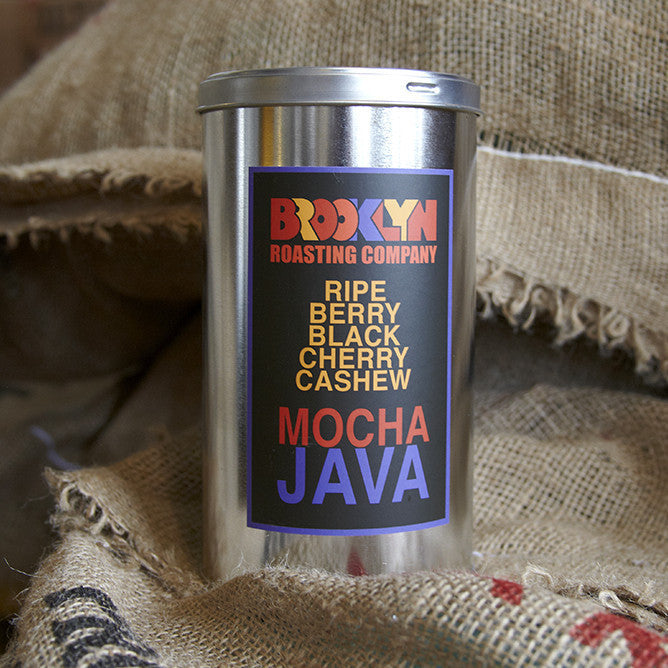 BROOKLYN
ROASTING COMPANY
RIPE
BERRY
BLACK
CHERRY
CASHEW
MOCHA
JAVA